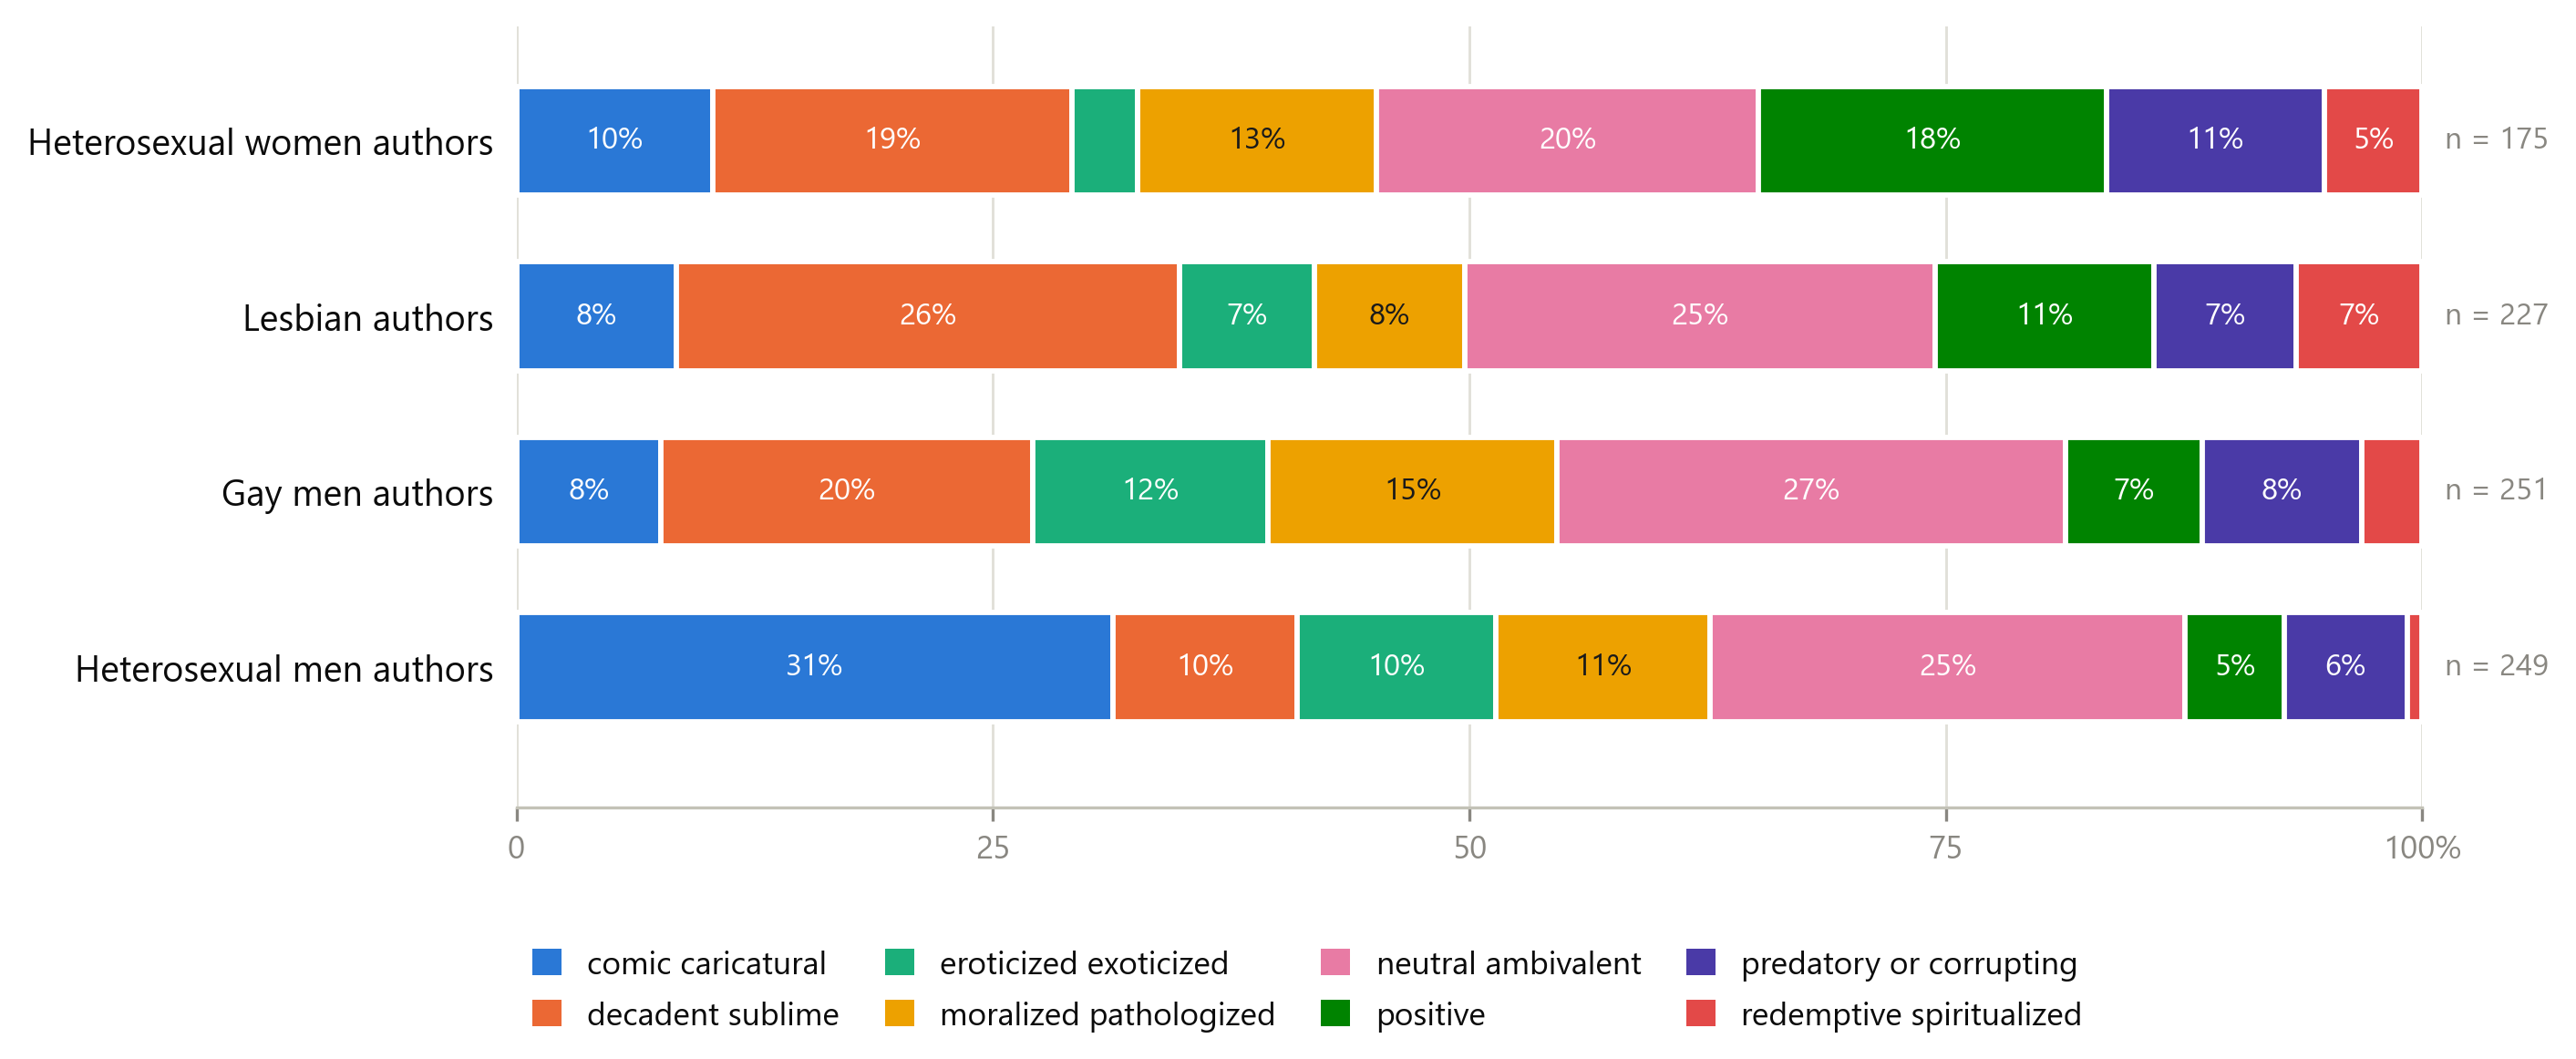 Heterosexual women authors 10% 19% 13% 20% 18% 11% 5% n = 175
Lesbian authors 8% 26% 7% 8% 25% 11% 7% 7% n = 227
Gay men authors 8% 20% 12% 15% 27% 7% 8% n = 251
Heterosexual men authors 31% 10% 10% 11% 25% 5% 6% n = 249
0 25 50 75 100%
comic caricatural eroticized exoticized neutral ambivalent predatory or corrupting
decadent sublime moralized pathologized positive redemptive spiritualized